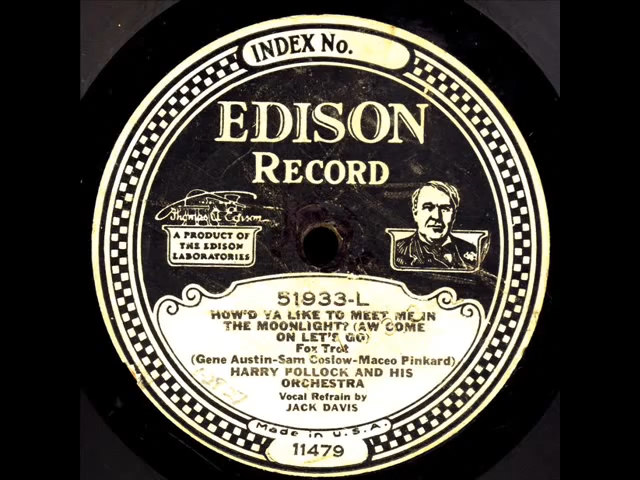 INDEX No.
EDISON
RECORD
Thomas A Edison
A PRODUCT OF
THE EDISON
LABORATORIES
51933-L
HOW'D YA LIKE TO MEET ME IN
THE MOONLIGHT? (AW COME
ON LET'S GO)
Fox Trot
(Gene Austin-Sam Coslow-Maceo Pinkard)
HARRY POLLOCK AND HIS
ORCHESTRA
Vocal Refrain by
JACK DAVIS
Made in U.S.A.
11479